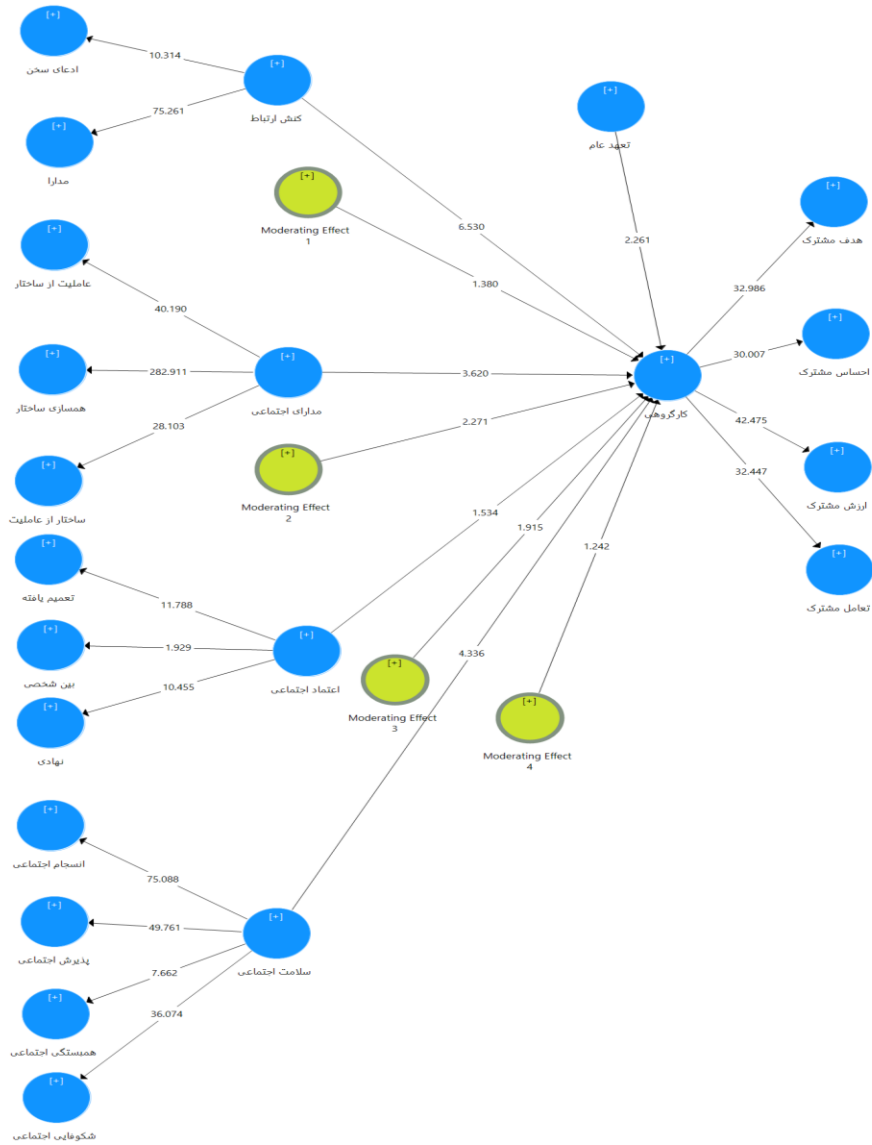 [+]
ادعای سخن
10.314
[+]
کنش ارتباط
75.261
[+]
مدارا
[+]
تعهد عام
[+]
Moderating Effect
1
[+]
هدف مشترک
6.530
2.261
1.380
32.986
[+]
عاملیت از ساختار
40.190
[+]
همسازی ساختار
282.911
[+]
مدارای اجتماعی
28.103
3.620
[+]
کارگروهی
30.007
[+]
احساس مشترک
2.271
42.475
32.447
[+]
ساختار از عاملیت
[+]
Moderating Effect
2
[+]
ارزش مشترک
1.534
1.915
1.242
[+]
تعامل مشترک
[+]
تعمیم یافته
11.788
[+]
بین شخصی
1.929
[+]
اعتماد اجتماعی
10.455
4.336
[+]
نهادی
[+]
Moderating Effect
3
[+]
Moderating Effect
4
[+]
انسجام اجتماعی
75.088
[+]
پذیرش اجتماعی
49.761
[+]
سلامت اجتماعی
7.662
36.074
[+]
همبستگی اجتماعی
[+]
شکوفایی اجتماعی